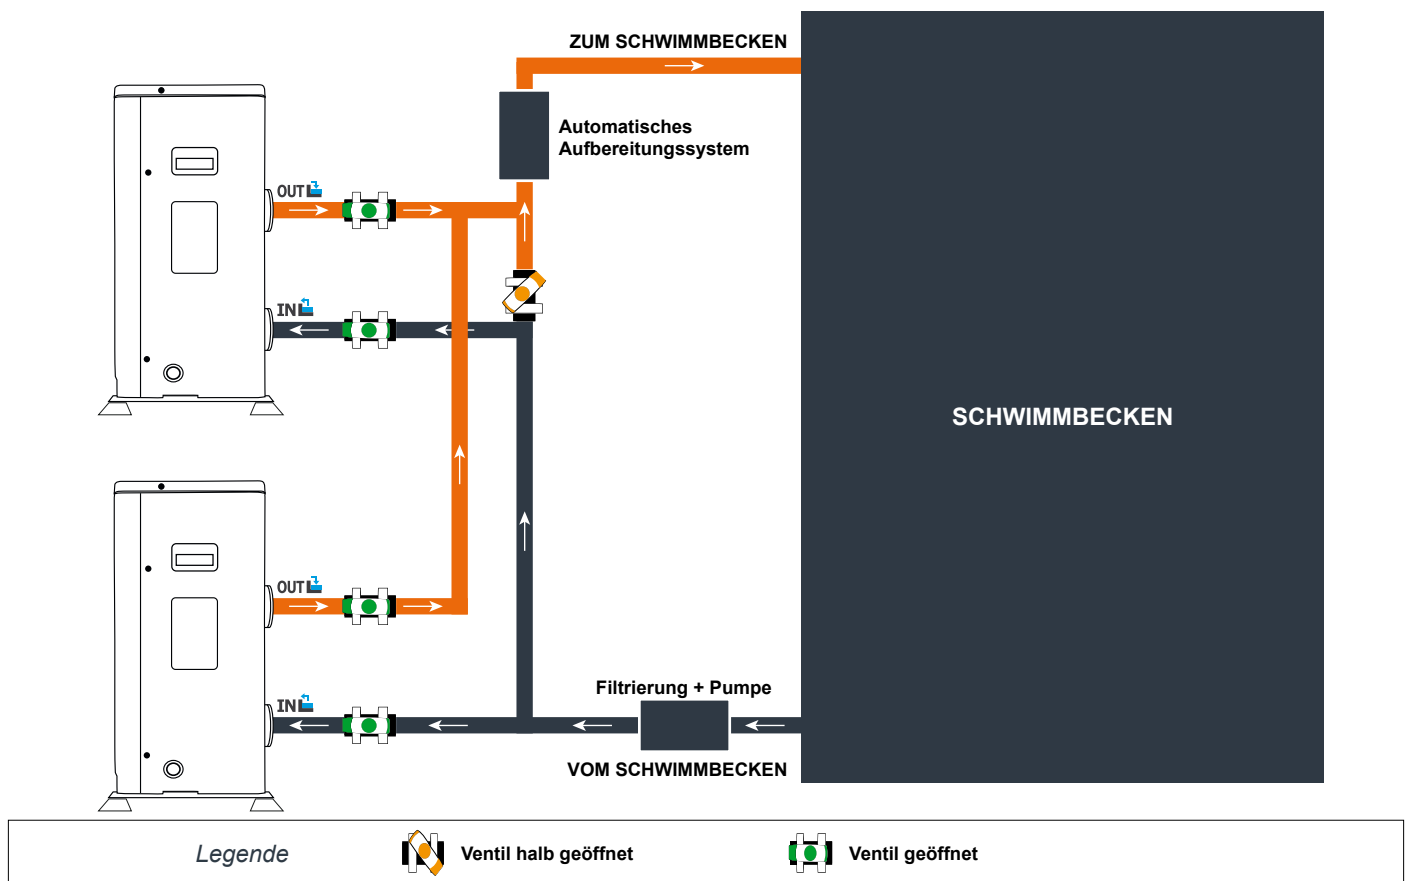 ZUM SCHWIMMBECKEN
Automatisches
Aufbereitungssystem
OUT
IN
SCHWIMMBECKEN
OUT
IN
Filtrierung + Pumpe
VOM SCHWIMMBECKEN
Legende
Ventil halb geöffnet
Ventil geöffnet